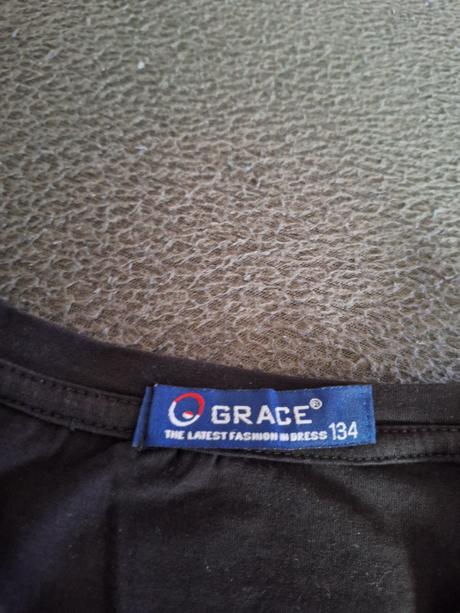 GRACE®
THE LATEST FASHION IN DRESS 134